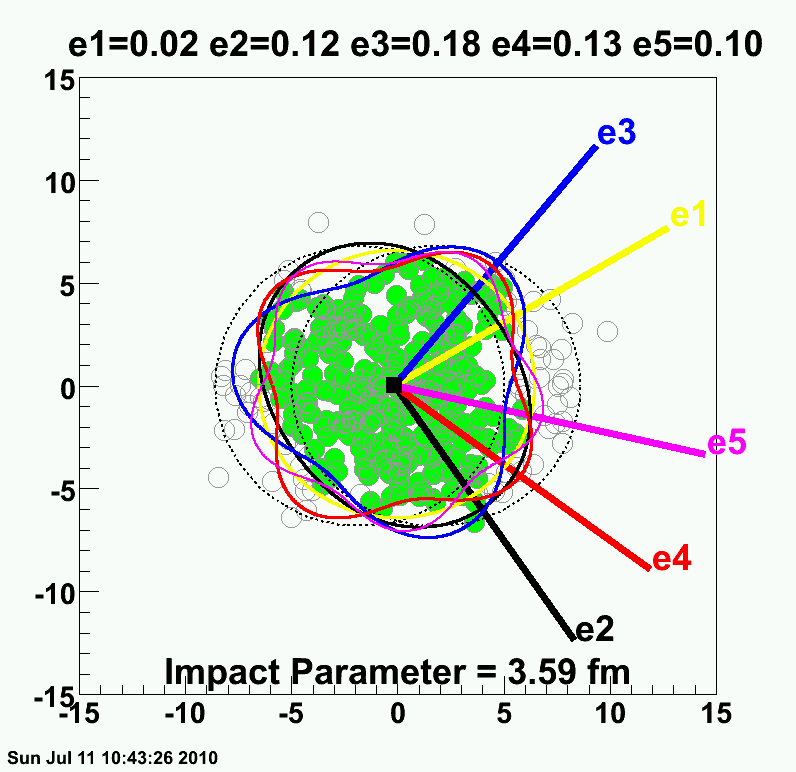 e1=0.02 e2=0.12 e3=0.18 e4=0.13 e5=0.10
15
e3
10
e1
5
0
e5
-5
e4
-10
e2
Impact Parameter = 3.59 fm
-15
-15 -10 -5 0 5 10 15
Sun Jul 11 10:43:26 2010